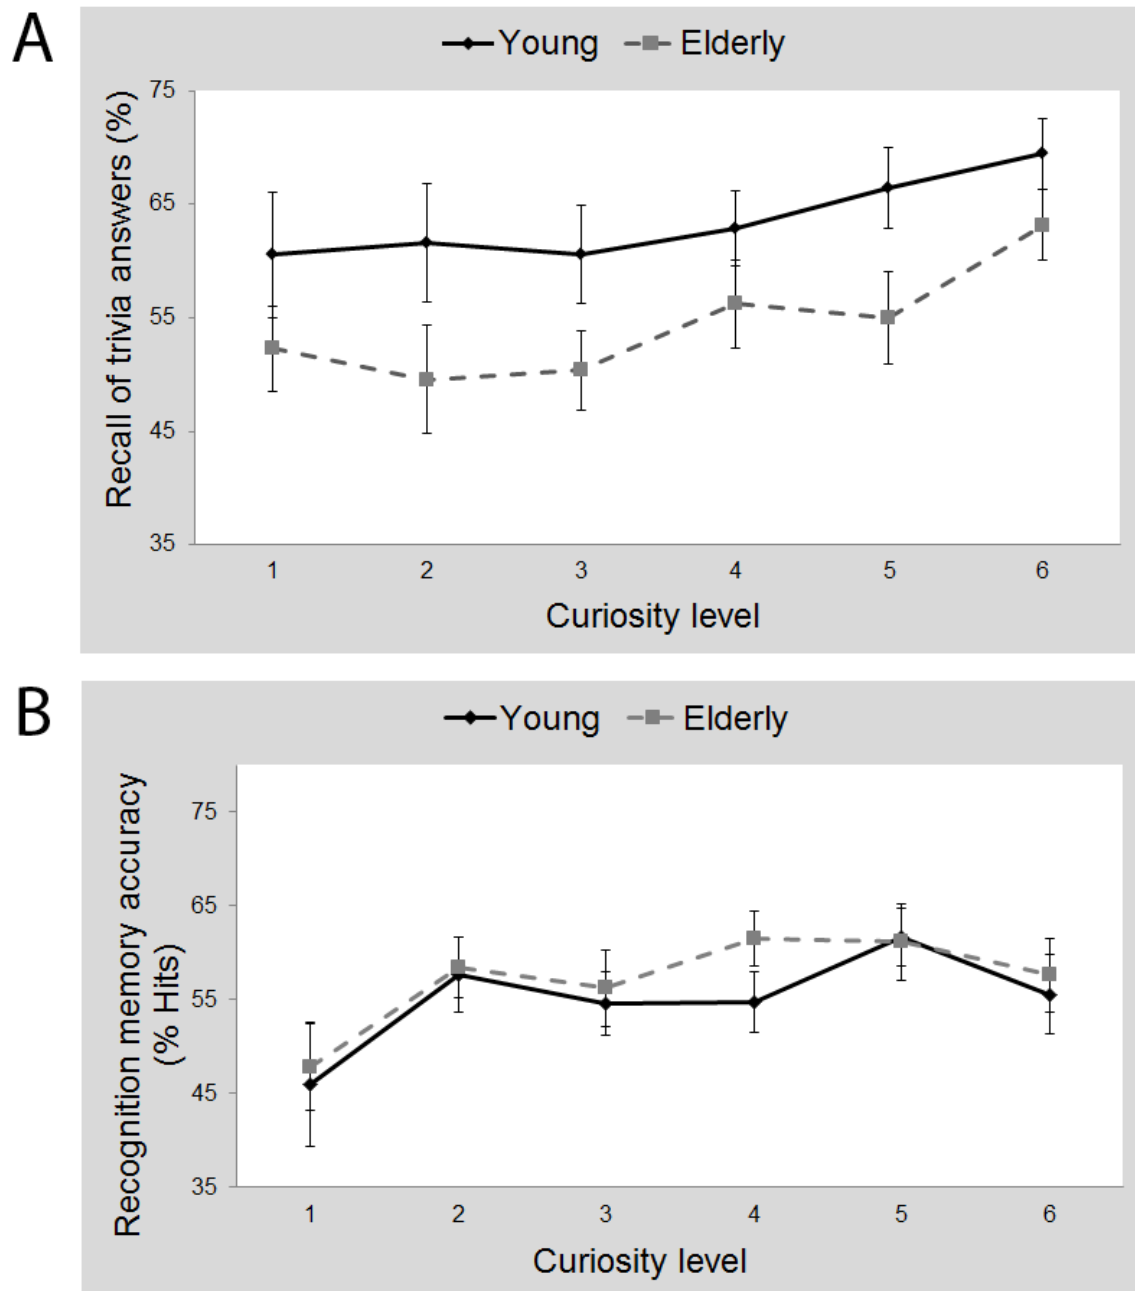 A
Young Elderly
Recall of trivia answers (%)
75
65
55
45
35
1 2 3 4 5 6
Curiosity level
B
Young Elderly
Recognition memory accuracy
(% Hits)
75
65
55
45
35
1 2 3 4 5 6
Curiosity level